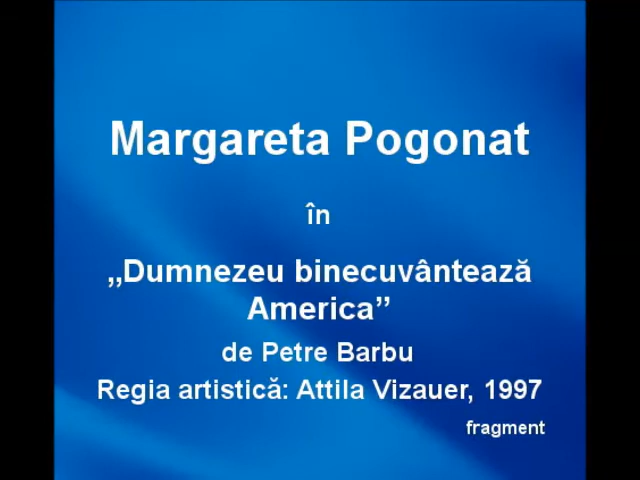 Margareta Pogonat
în
„Dumnezeu binecuvântează
America”
de Petre Barbu
Regia artistică: Attila Vizauer, 1997
fragment